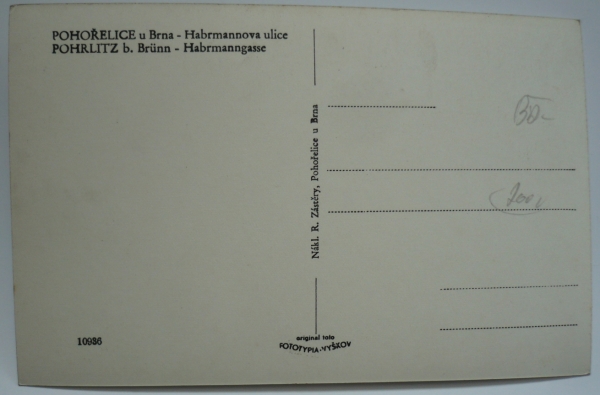 POHOŘELICE u Brna - Habrmannova ulice
POHRLITZ b. Brünn - Habrmanngasse
Nákl. R. Zástěry, Pohořelice u Brna
10936
original foto
FOTOTYPIA-VYŠKOV